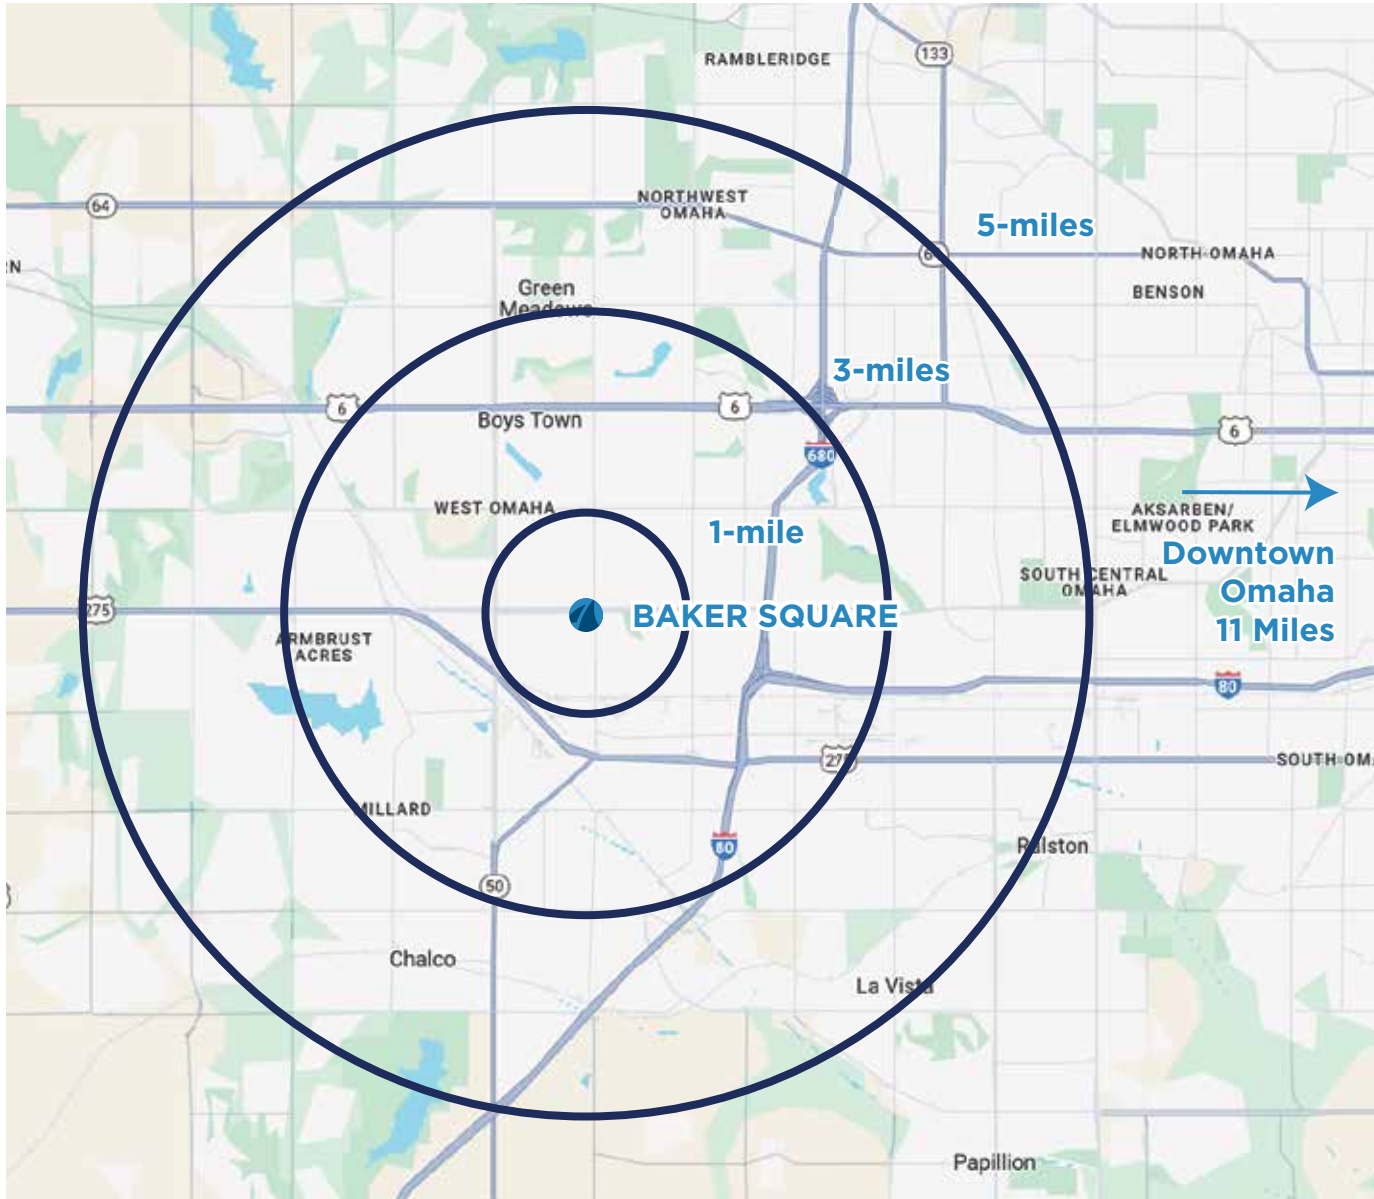 RAMBLERIDGE
133
64
NORTHWEST
OMAHA
5-miles
NORTH OMAHA
BENSON
Green
Meadows
3-miles
6
6
6
Boys Town
680
WEST OMAHA
1-mile
AKSARBEN/
ELMWOOD PARK
Downtown
Omaha
11 Miles
SOUTH CENTRAL
OMAHA
275
BAKER SQUARE
ARMBRUST
ACRES
80
275
SOUTH OM
MILLARD
80
Ralston
50
Chalco
La Vista
Papillion